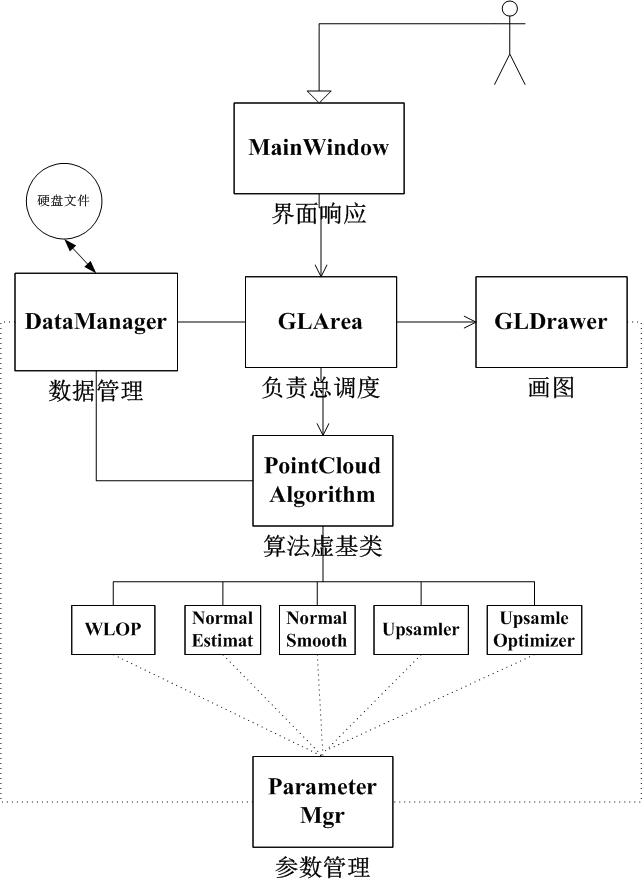 MainWindow
界面响应
硬盘文件
DataManager
数据管理
GLArea
负责总调度
GLDrawer
画图
PointCloud
Algorithm
算法虚基类
WLOP
Normal
Estimat
Normal
Smooth
Upsamler
Upsamle
Optimizer
Parameter
Mgr
参数管理